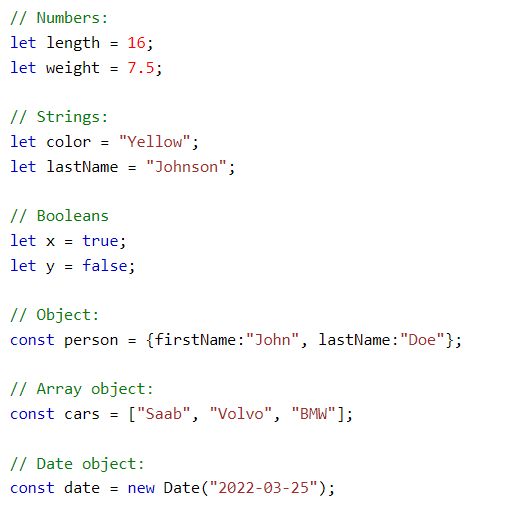 // Numbers:
let length = 16;
let weight = 7.5;
// Strings:
let color = "Yellow";
let lastName = "Johnson";
// Booleans
let x = true;
let y = false;
// Object:
const person = {firstName:"John", lastName:"Doe"};
// Array object:
const cars = ["Saab", "Volvo", "BMW"];
// Date object:
const date = new Date("2022-03-25");